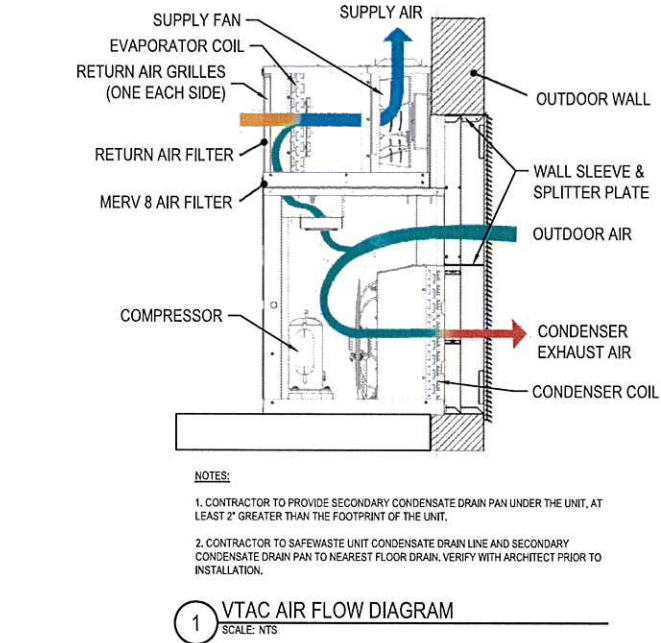 SUPPLY FAN
SUPPLY AIR
EVAPORATOR COIL
RETURN AIR GRILLES
(ONE EACH SIDE)
OUTDOOR WALL
RETURN AIR FILTER
WALL SLEEVE &
SPLITTER PLATE
MERV 8 AIR FILTER
OUTDOOR AIR
COMPRESSOR
CONDENSER
EXHAUST AIR
CONDENSER COIL
NOTES:
1. CONTRACTOR TO PROVIDE SECONDARY CONDENSATE DRAIN PAN UNDER THE UNIT, AT
LEAST 2" GREATER THAN THE FOOTPRINT OF THE UNIT.
2. CONTRACTOR TO SAFEWASTE UNIT CONDENSATE DRAIN LINE AND SECONDARY
CONDENSATE DRAIN PAN TO NEAREST FLOOR DRAIN, VERIFY WITH ARCHITECT PRIOR TO
INSTALLATION.
1 VTAC AIR FLOW DIAGRAM
SCALE: NTS